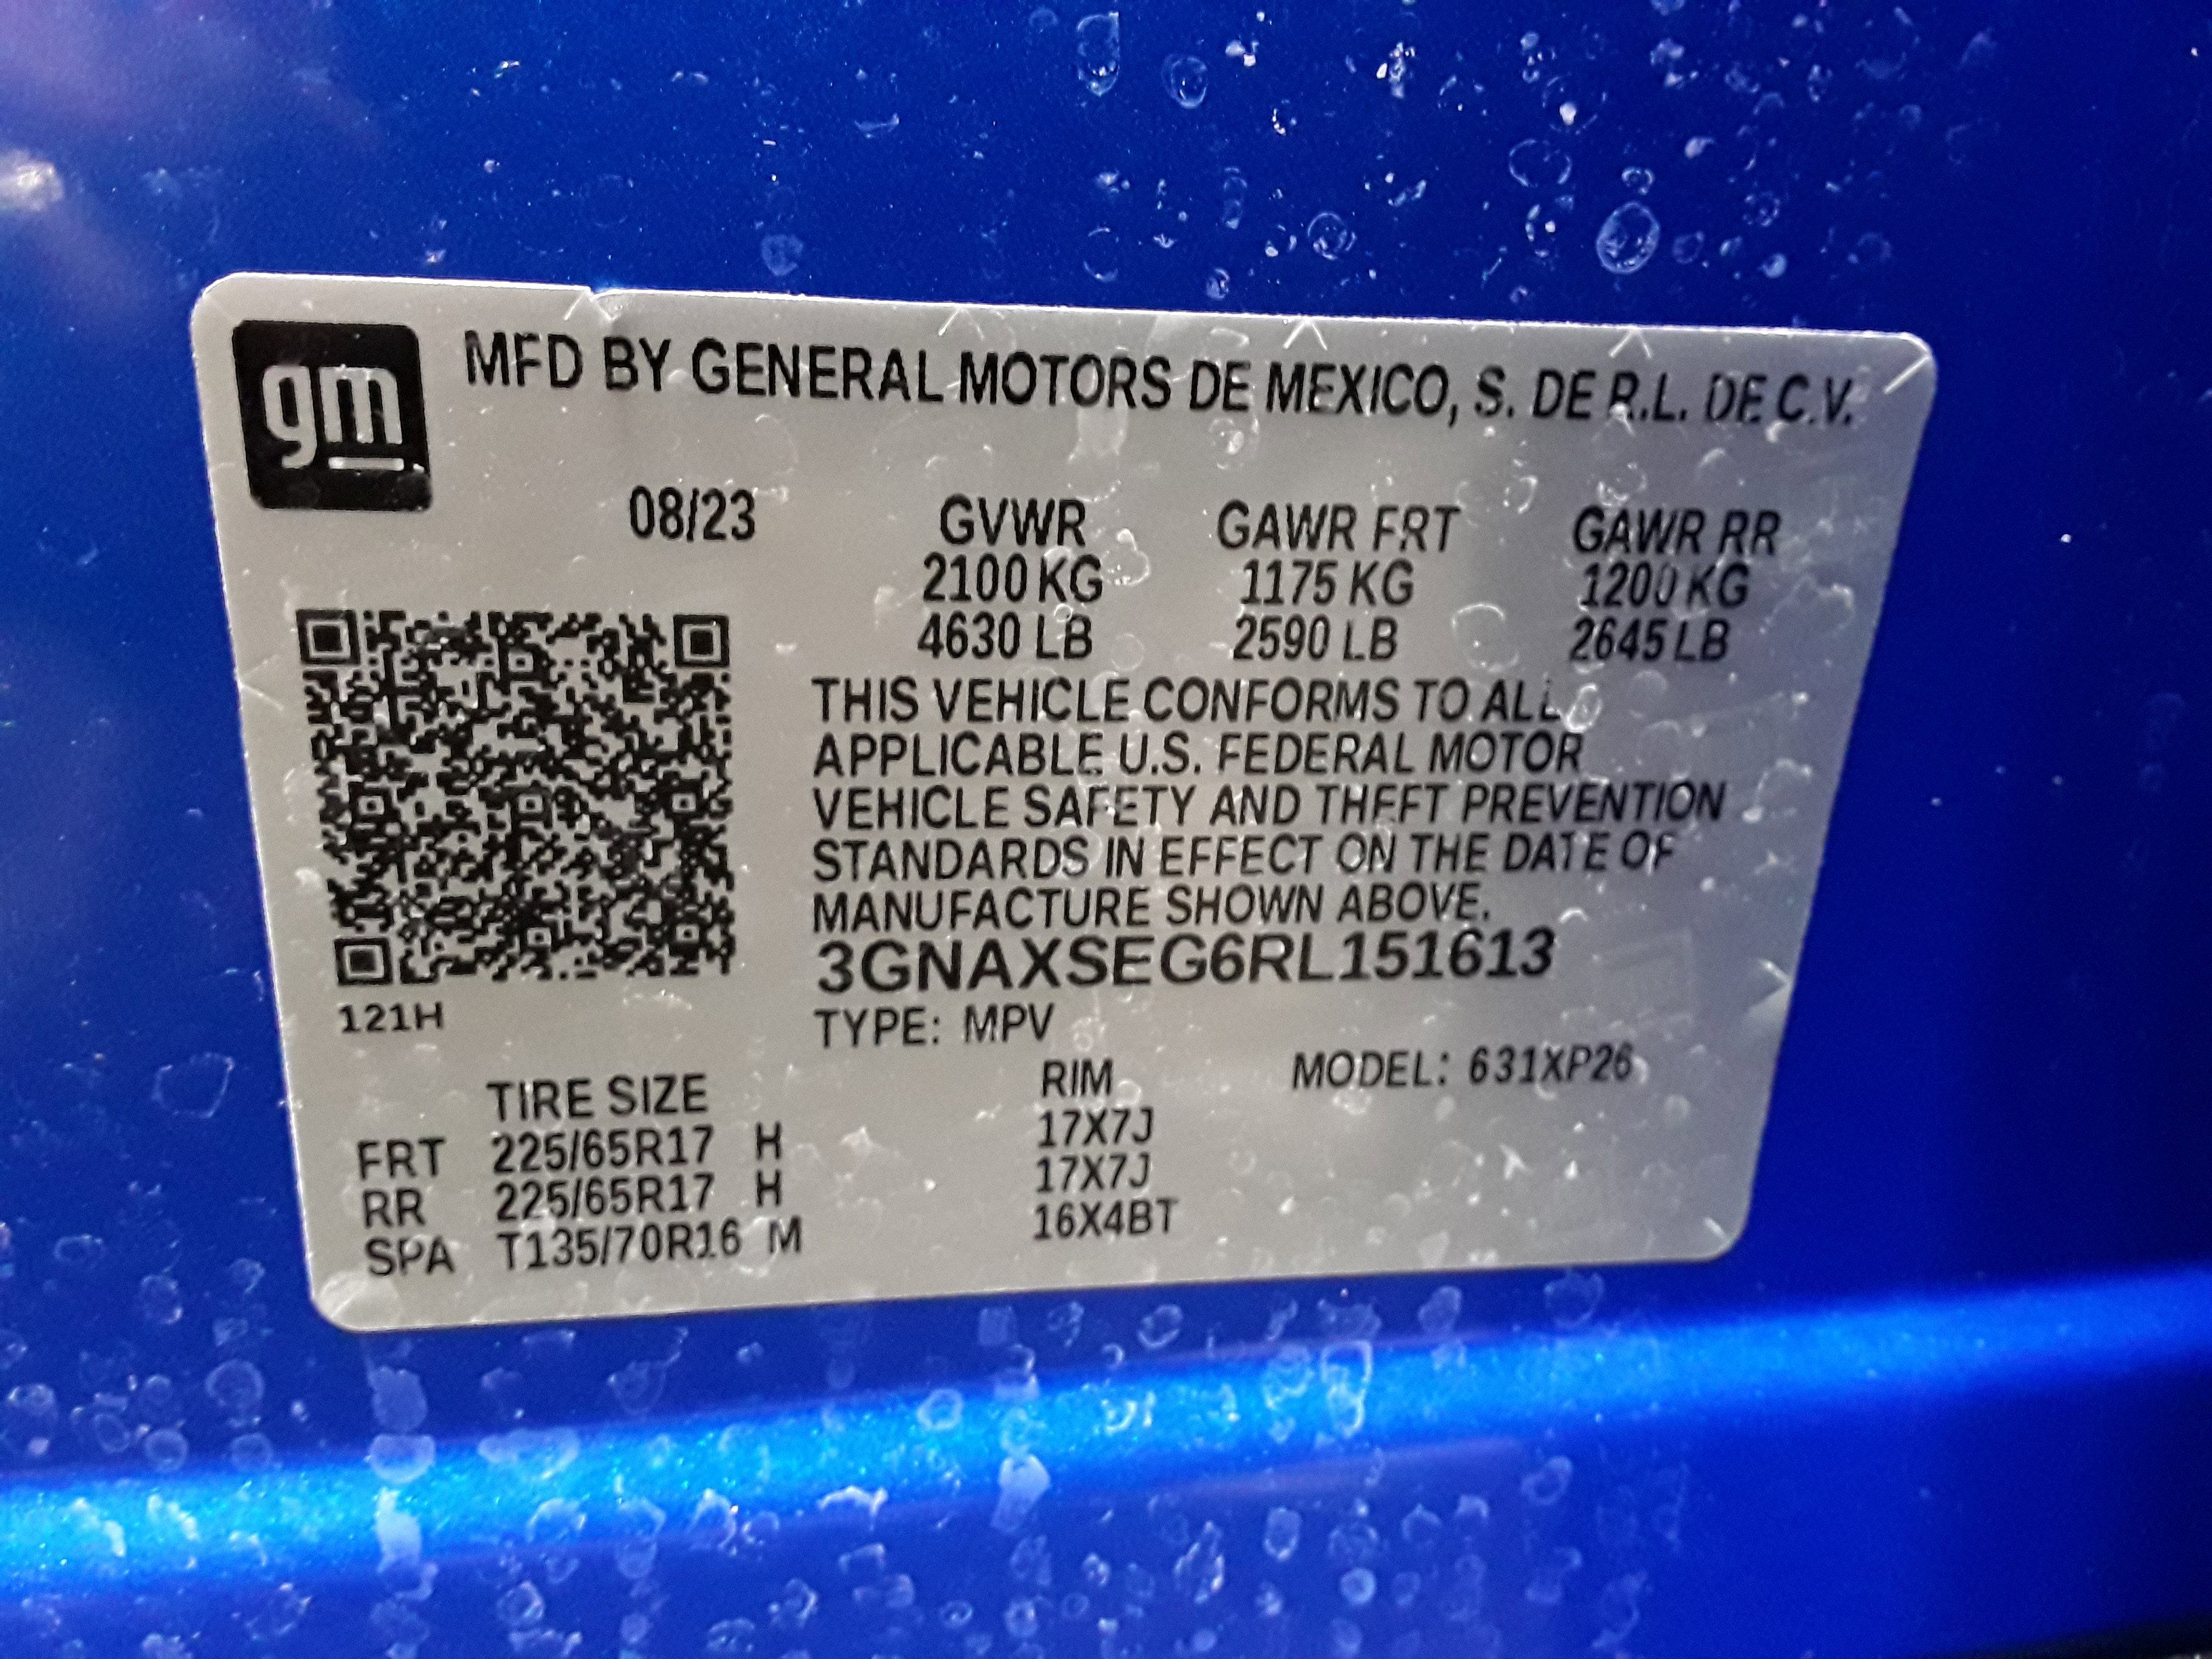 gm
MFD BY GENERAL MOTORS DE MEXICO, S. DE R.L. DE C.V.
08/23 GVWR GAWR FRT GAWR RR
2100 KG 1175 KG 1200 KG
4630 LB 2590 LB 2645 LB
THIS VEHICLE CONFORMS TO ALL
APPLICABLE U.S. FEDERAL MOTOR
VEHICLE SAFETY AND THEFT PREVENTION
STANDARDS IN EFFECT ON THE DATE OF
MANUFACTURE SHOWN ABOVE.
3GNAXSEG6RL151613
121H
TYPE: MPV
MODEL: 631XP26
TIRE SIZE RIM
FRT 225/65R17 H 17X7J
RR 225/65R17 H 17X7J
SPA T135/70R16 M 16X4BT